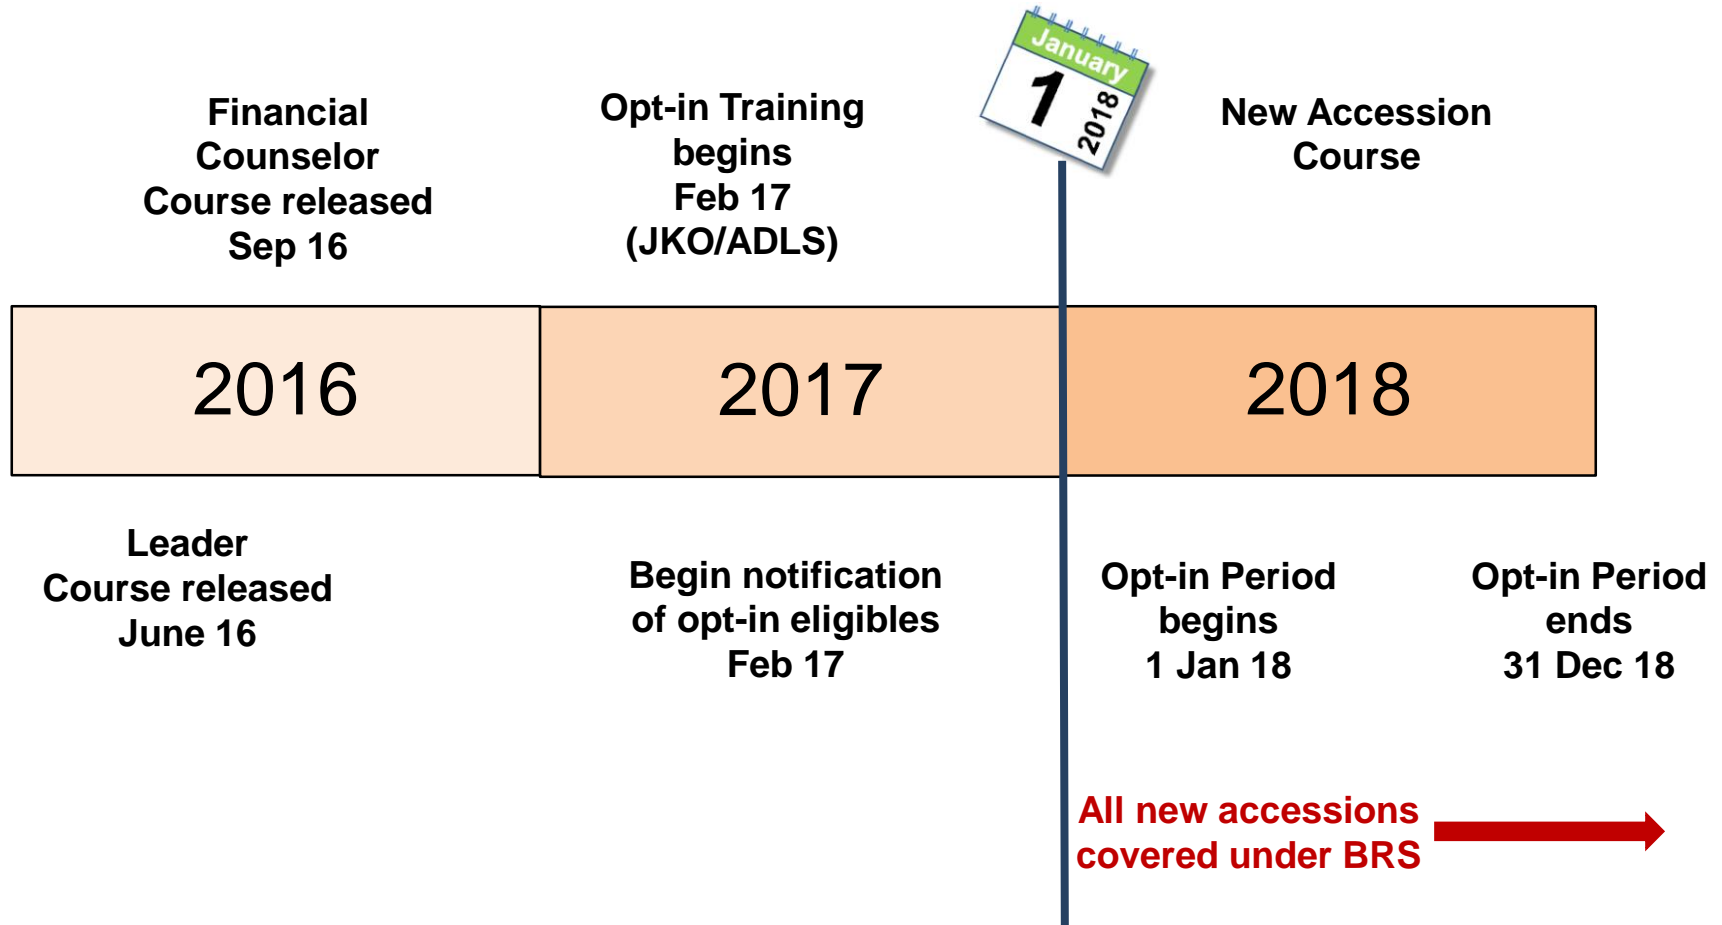 January
1
2018
Financial
Counselor
Course released
Sep 16
Opt-in Training
begins
Feb 17
(JKO/ADLS)
New Accession
Course
2016
2017
2018
Leader
Course released
June 16
Begin notification
of opt-in eligibles
Feb 17
Opt-in Period
begins
1 Jan 18
Opt-in Period
ends
31 Dec 18
All new accessions
covered under BRS